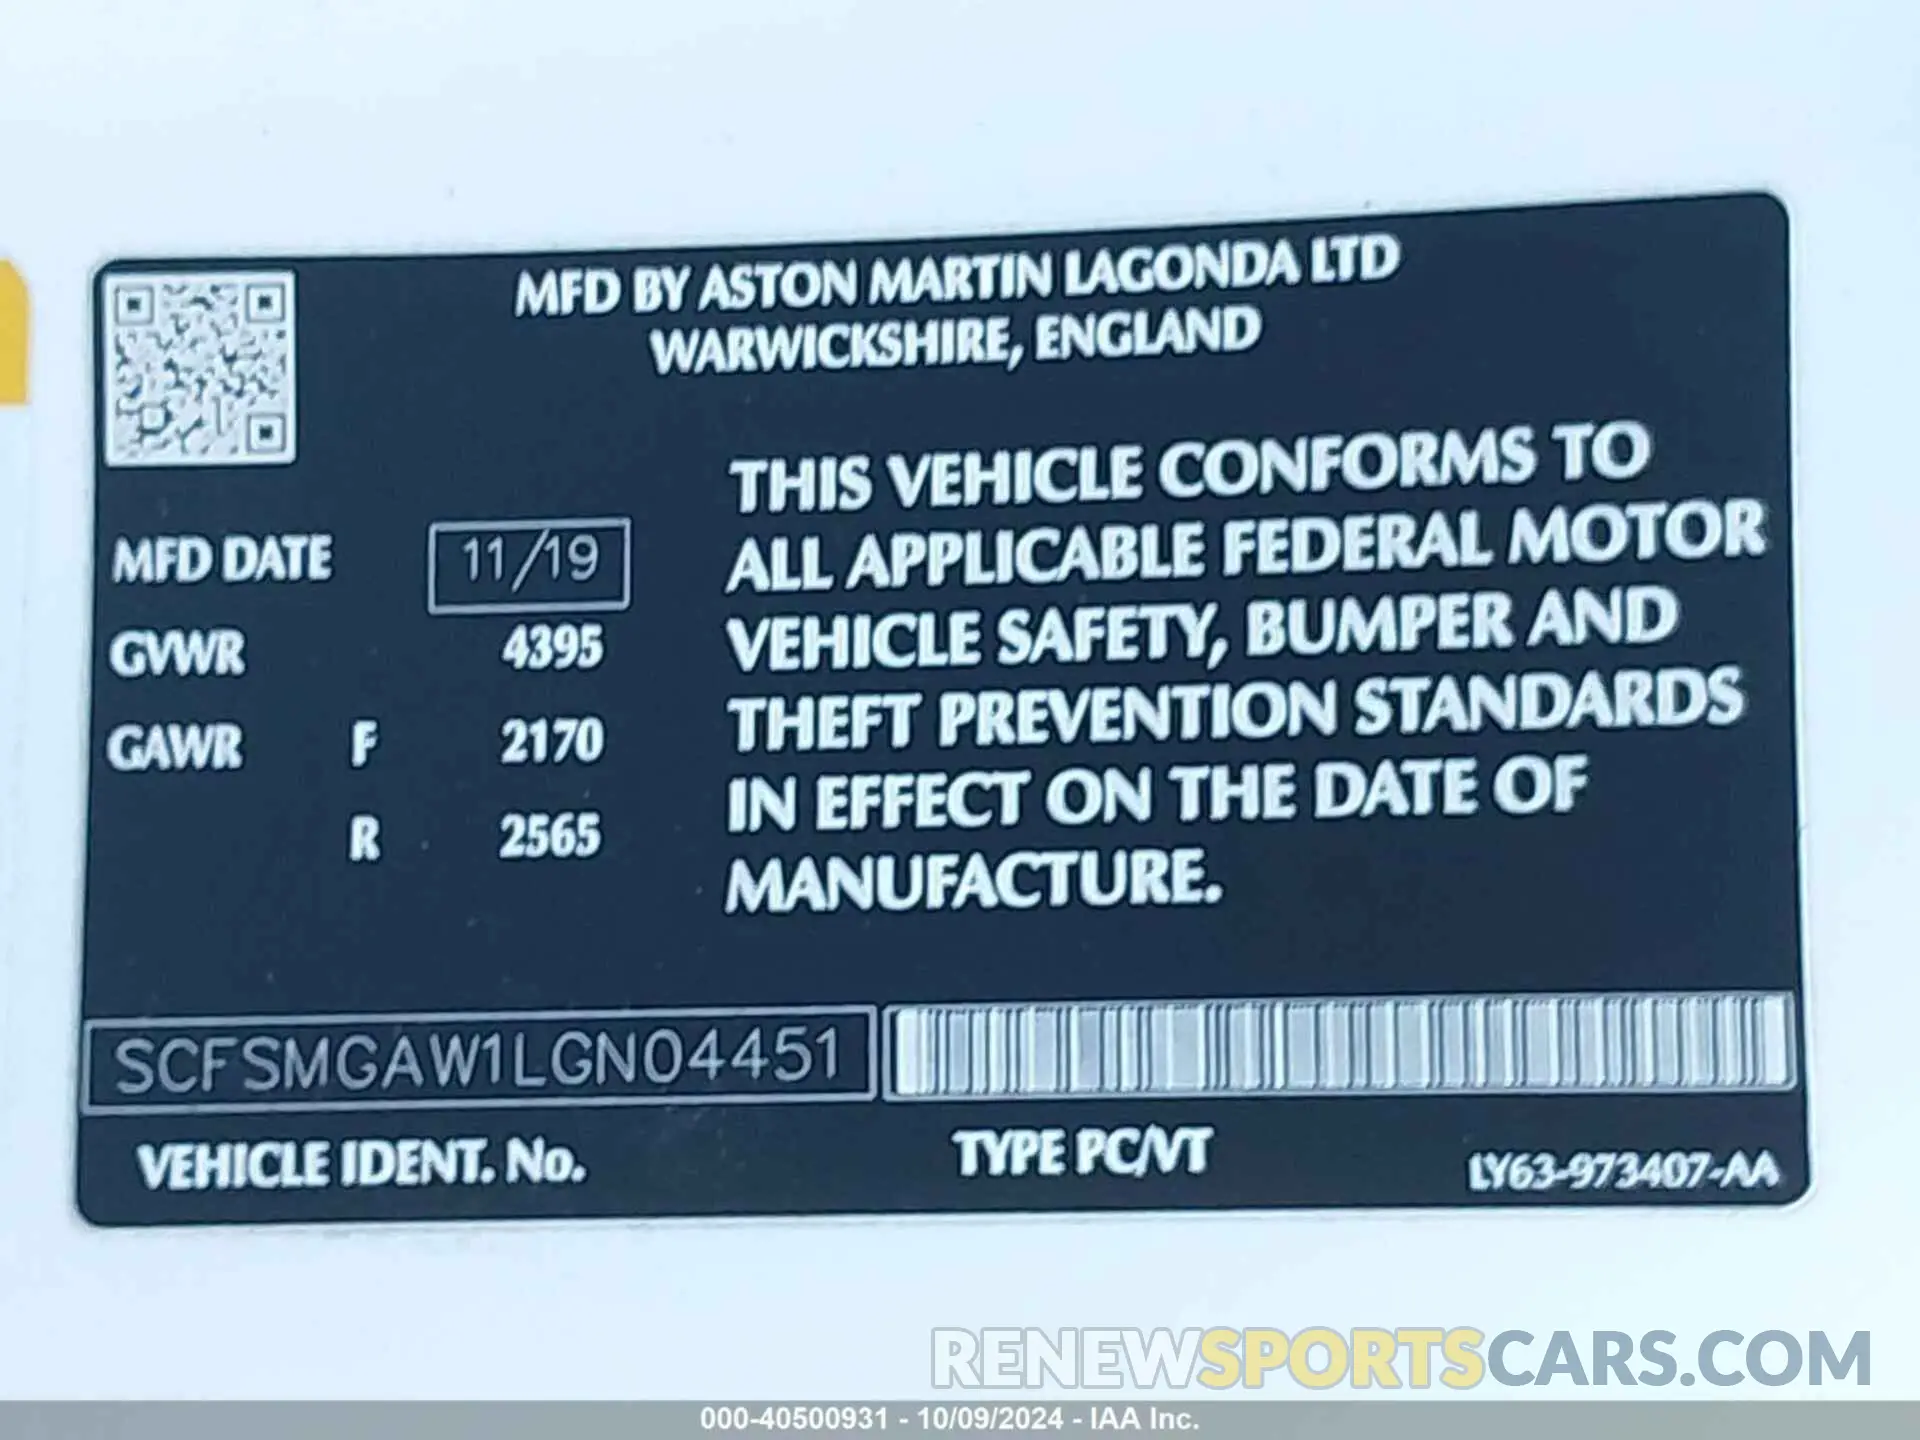 MFD BY ASTON MARTIN LAGONDA LTD
WARWICKSHIRE, ENGLAND
THIS VEHICLE CONFORMS TO
ALL APPLICABLE FEDERAL MOTOR
VEHICLE SAFETY, BUMPER AND
THEFT PREVENTION STANDARDS
IN EFFECT ON THE DATE OF
MANUFACTURE.
MFD DATE 11/19
GVWR 4395
GAWR F 2170
R 2565
SCFSMGAW1LGN04451
VEHICLE IDENT. No. TYPE PC/VT LY63-973407-AA
RENEWSPORTSCARS.COM
000-40500931 - 10/09/2024 - IAA Inc.